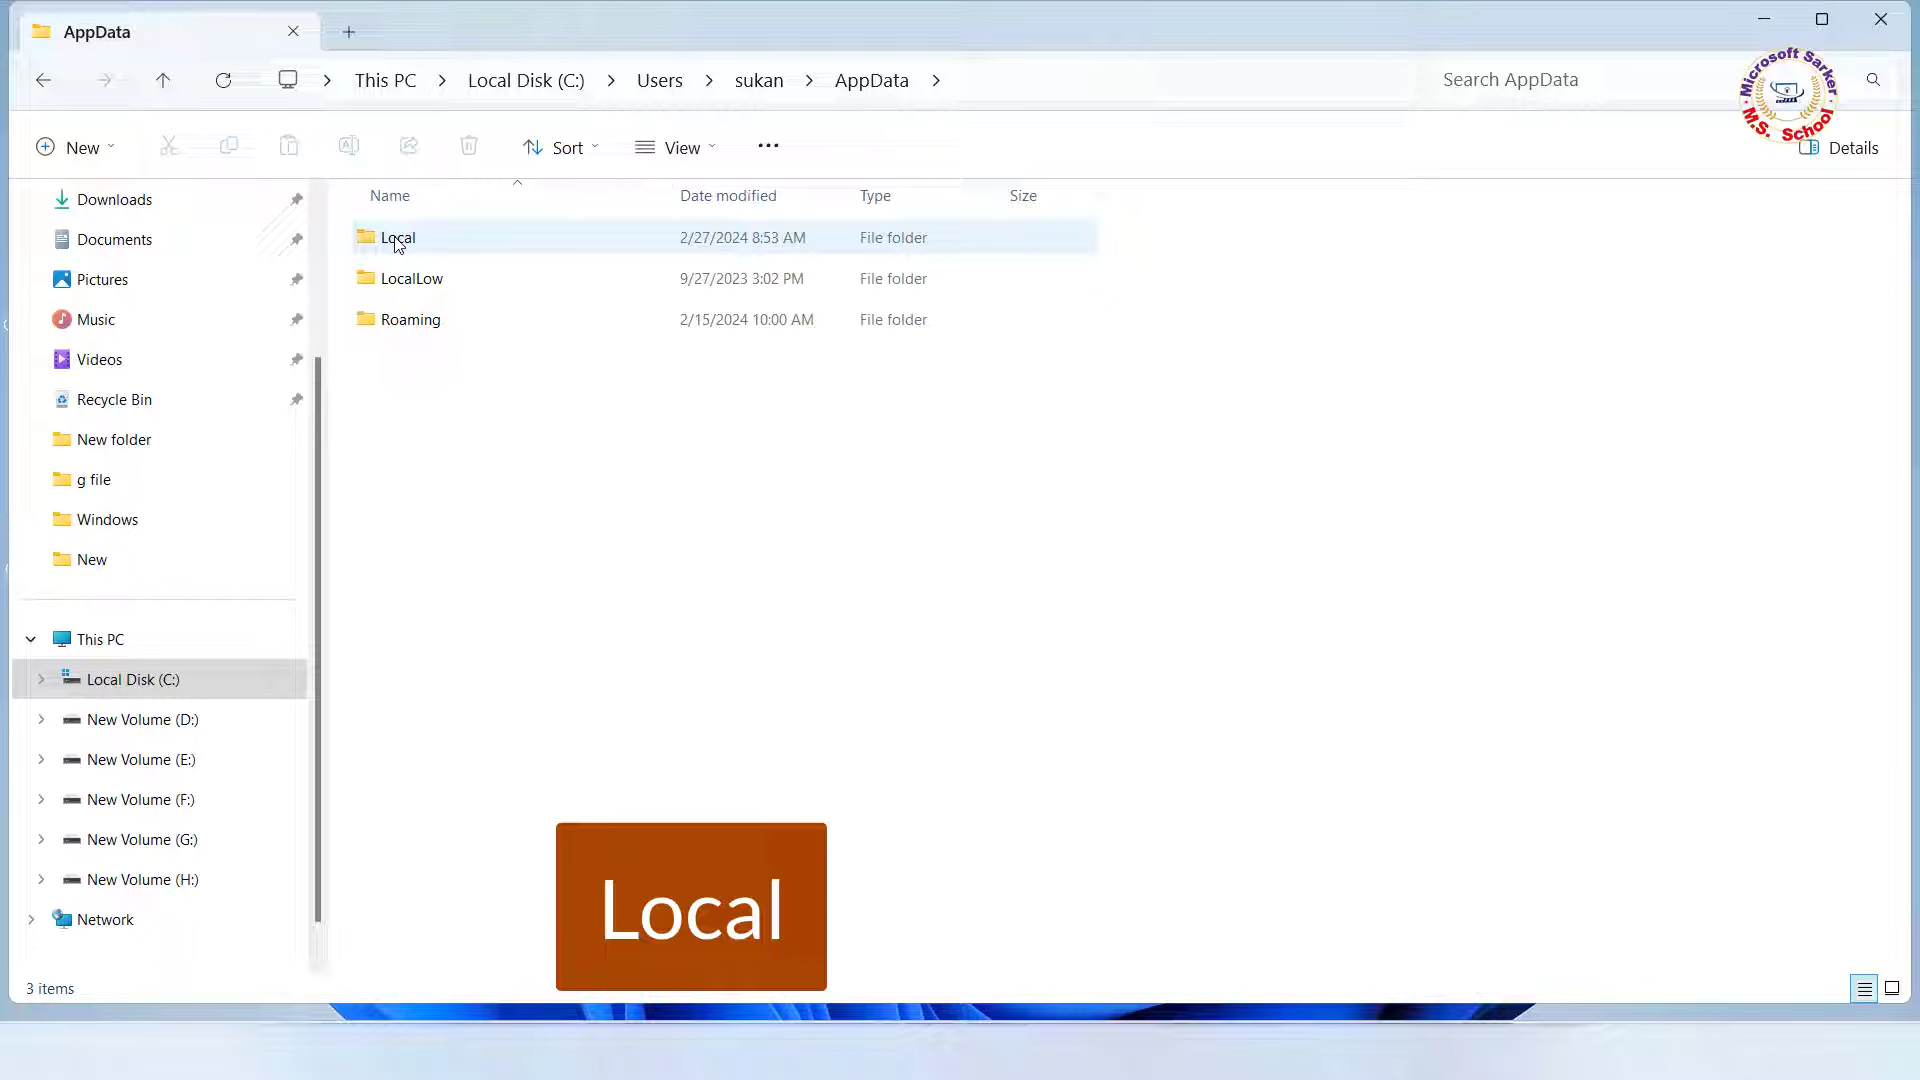 AppData
This PC
Local Disk (C:)
Users
sukan
AppData
Search AppData
Microsoft Sarker
M.S. School
New
Sort
View
Details
Name
Date modified
Type
Size
Downloads
Documents
Pictures
Music
Videos
Recycle Bin
New folder
g file
Windows
New
This PC
Local Disk (C:)
New Volume (D:)
New Volume (E:)
New Volume (F:)
New Volume (G:)
New Volume (H:)
Network
Local 2/27/2024 8:53 AM File folder
LocalLow 9/27/2023 3:02 PM File folder
Roaming 2/15/2024 10:00 AM File folder
Local
3 items